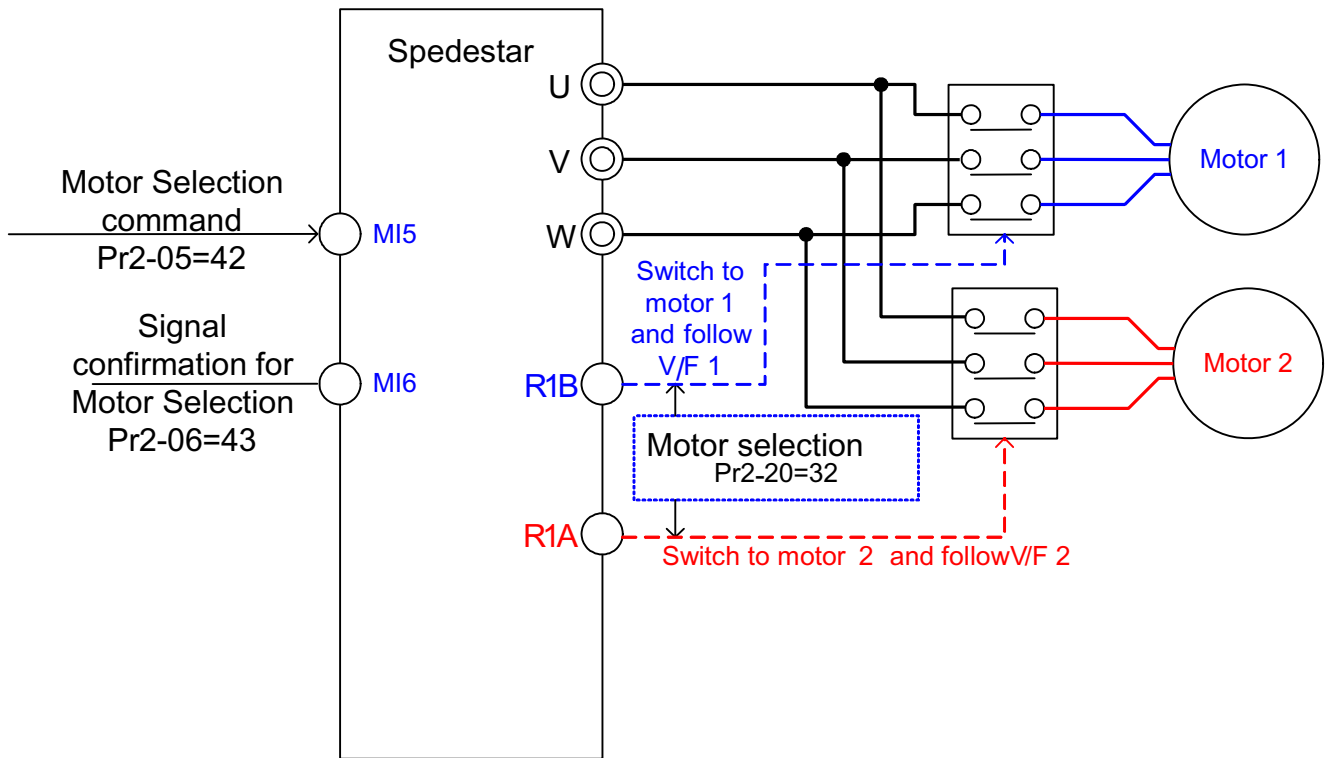 Spedestar
U
V
W
Motor Selection
command
Pr2-05=42
MI5
Signal
confirmation for
Motor Selection
Pr2-06=43
MI6
Switch to
motor 1
and follow
V/F 1
R1B
Motor selection
Pr2-20=32
R1A
Switch to motor 2 and followV/F 2
Motor 1
Motor 2